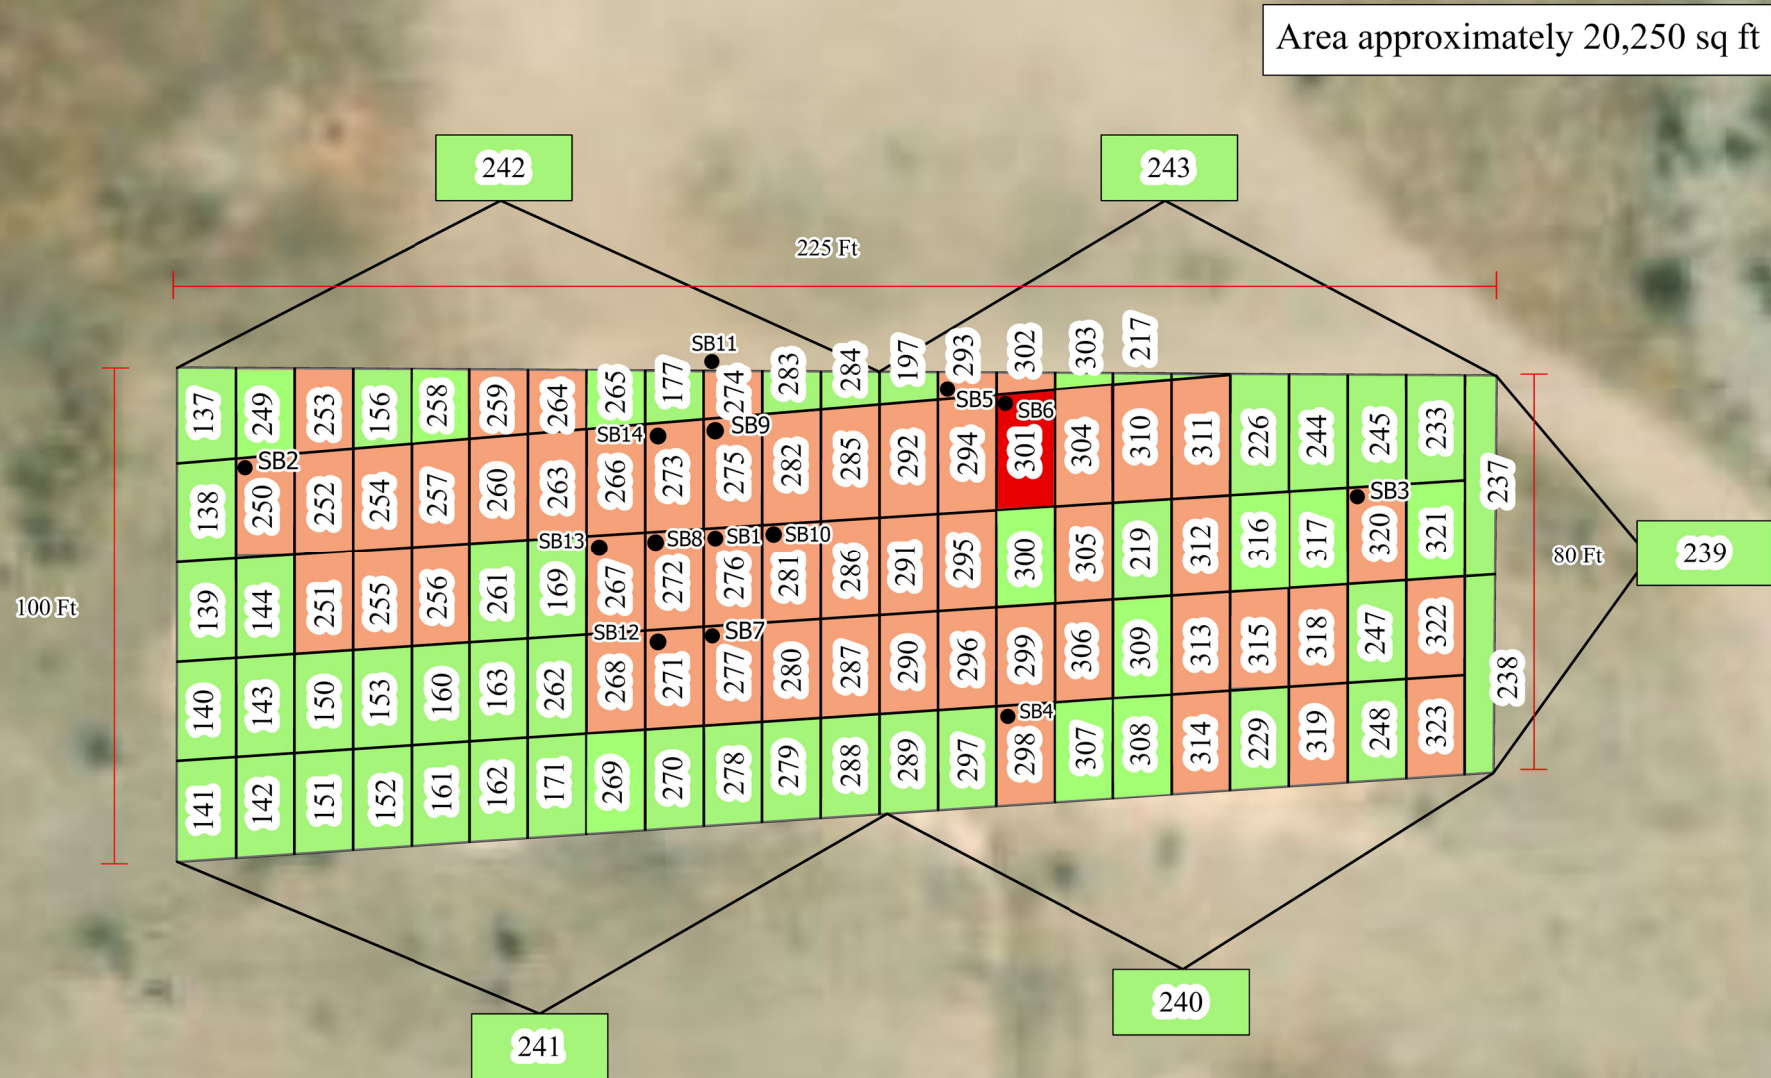 Area approximately 20,250 sq ft
242
243
225 Ft
SB11
137 249 253 156 258 259 264 265 177 274 283 284 197 293 302 303 217
SB5 SB6
SB14 SB9
SB2
138 250 252 254 257 260 263 266 273 275 282 285 292 294 301 304 310 311 226 244 245 233
237
SB3
SB13 SB8 SB1 SB10
139 144 251 255 256 261 169 267 272 276 281 286 291 295 300 305 219 312 316 317 320 321
80 Ft
239
100 Ft
SB12 SB7
140 143 150 153 160 163 262 268 271 277 280 287 290 296 299 306 309 313 315 318 247 322
238
SB4
141 142 151 152 161 162 171 269 270 278 279 288 289 297 298 307 308 314 229 319 248 323
240
241